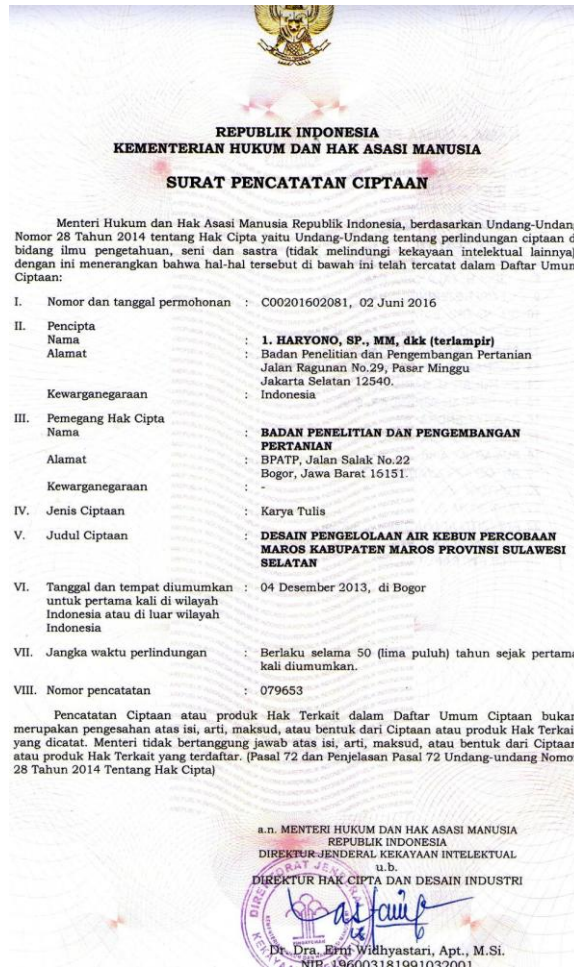 REPUBLIK INDONESIA
KEMENTERIAN HUKUM DAN HAK ASASI MANUSIA
SURAT PENCATATAN CIPTAAN
Menteri Hukum dan Hak Asasi Manusia Republik Indonesia, berdasarkan Undang-Undan
Nomor 28 Tahun 2014 tentang Hak Cipta yaitu Undang-Undang tentang perlindungan ciptaan d
bidang ilmu pengetahuan, seni dan sastra (tidak melindungi kekayaan intelektual lainnya)
dengan ini menerangkan bahwa hal-hal tersebut di bawah ini telah tercatat dalam Daftar Umum
Ciptaan:
I. Nomor dan tanggal permohonan : C00201602081, 02 Juni 2016
II. Pencipta
Nama : 1. HARYONO, SP., MM, dkk (terlampir)
Alamat : Badan Penelitian dan Pengembangan Pertanian
Jalan Ragunan No.29, Pasar Minggu
Jakarta Selatan 12540.
Kewarganegaraan : Indonesia
III. Pemegang Hak Cipta
Nama : BADAN PENELITIAN DAN PENGEMBANGAN
PERTANIAN
Alamat : BPATP, Jalan Salak No.22
Bogor, Jawa Barat 16151.
Kewarganegaraan : -
IV. Jenis Ciptaan : Karya Tulis
V. Judul Ciptaan : DESAIN PENGELOLAAN AIR KEBUN PERCOBAAN
MAROS KABUPATEN MAROS PROVINSI SULAWESI
SELATAN
VI. Tanggal dan tempat diumumkan : 04 Desember 2013, di Bogor
untuk pertama kali di wilayah
Indonesia atau di luar wilayah
Indonesia
VII. Jangka waktu perlindungan : Berlaku selama 50 (lima puluh) tahun sejak pertama
kali diumumkan.
VIII. Nomor pencatatan : 079653
Pencatatan Ciptaan atau produk Hak Terkait dalam Daftar Umum Ciptaan bukan
merupakan pengesahan atas isi, arti, maksud, atau bentuk dari Ciptaan atau produk Hak Terkait
yang dicatat. Menteri tidak bertanggung jawab atas isi, arti, maksud, atau bentuk dari Ciptaan
atau produk Hak Terkait yang terdaftar. (Pasal 72 dan Penjelasan Pasal 72 Undang-undang Nomor
28 Tahun 2014 Tentang Hak Cipta)
a.n. MENTERI HUKUM DAN HAK ASASI MANUSIA
REPUBLIK INDONESIA
DIREKTUR JENDERAL KEKAYAAN INTELEKTUAL
u.b.
DIREKTUR HAK CIPTA DAN DESAIN INDUSTRI
Dr. Dra. Erni Widhyastari, Apt., M.Si.
NIP. 196003181991032001